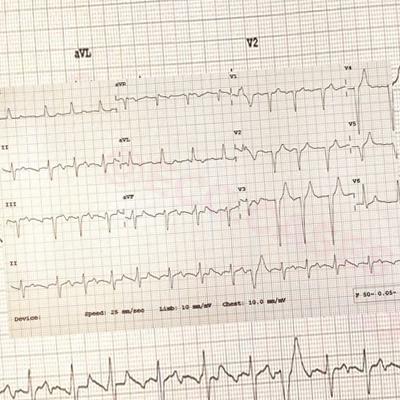 aVL V2
aVR V1 V4
II aVL V2 V5
III aVF V3 V6
II
Device: Speed: 25 mm/sec Limb: 10 mm/mV Chest: 10.0 mm/mV
F 50~ 0.05-